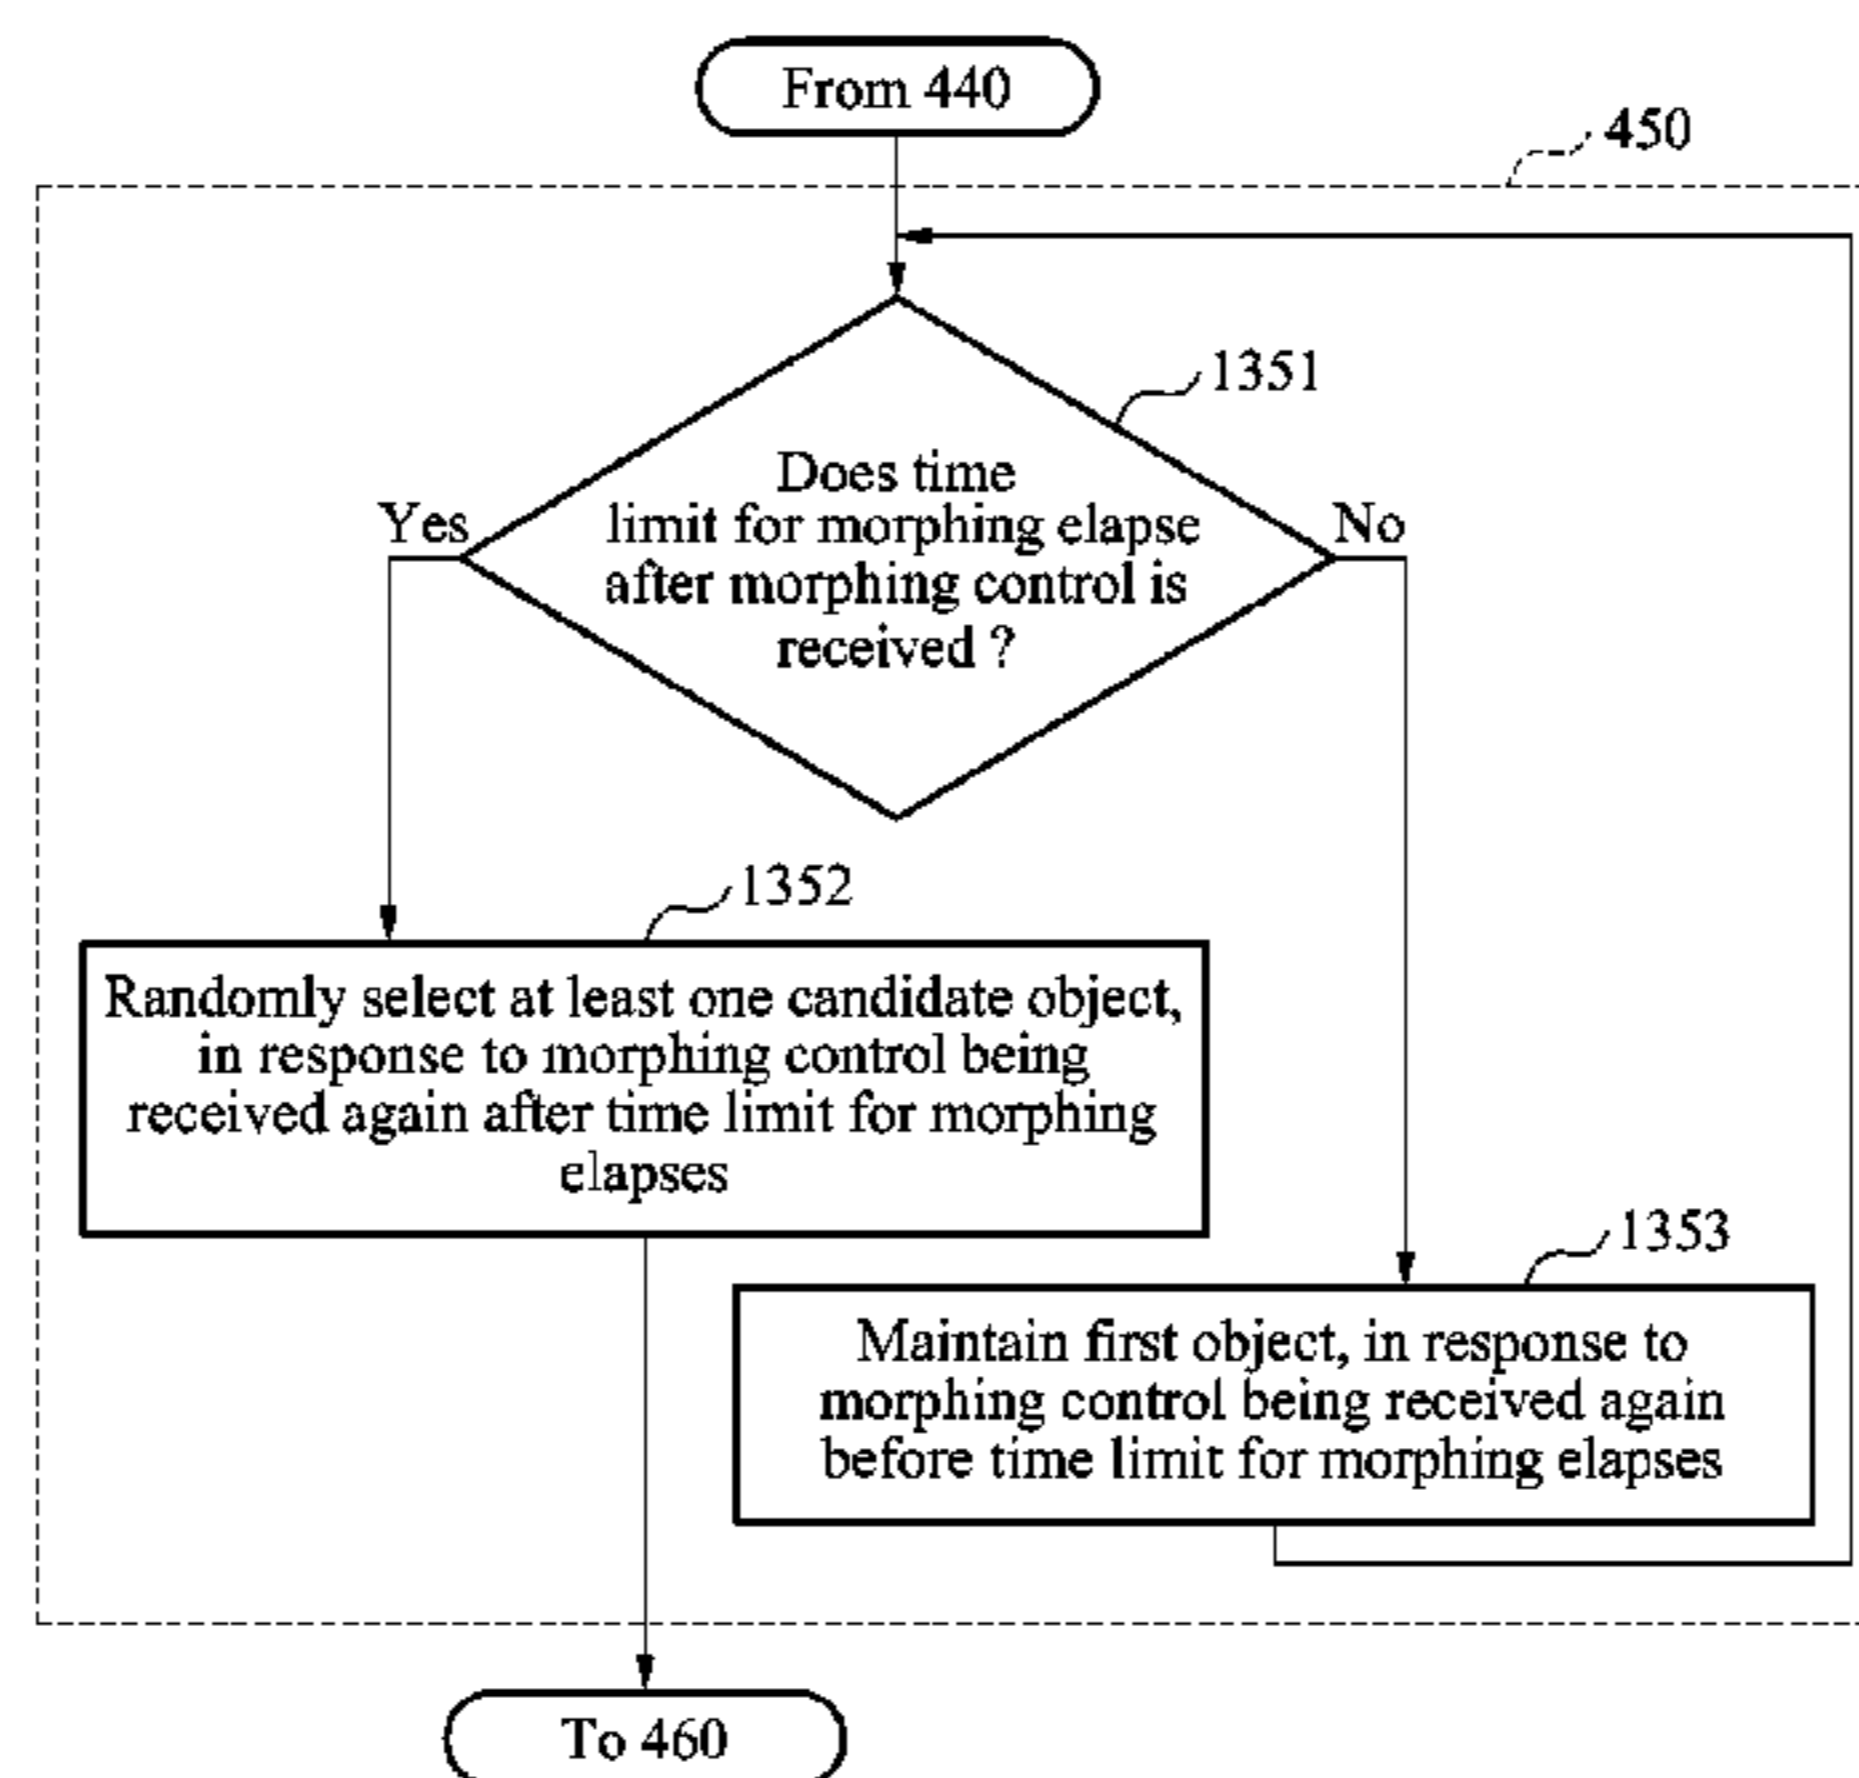 From 440
450
1351
Does time
limit for morphing elapse
after morphing control is
received ?
Yes
No
1352
Randomly select at least one candidate object,
in response to morphing control being
received again after time limit for morphing
elapses
1353
Maintain first object, in response to
morphing control being received again
before time limit for morphing elapses
To 460